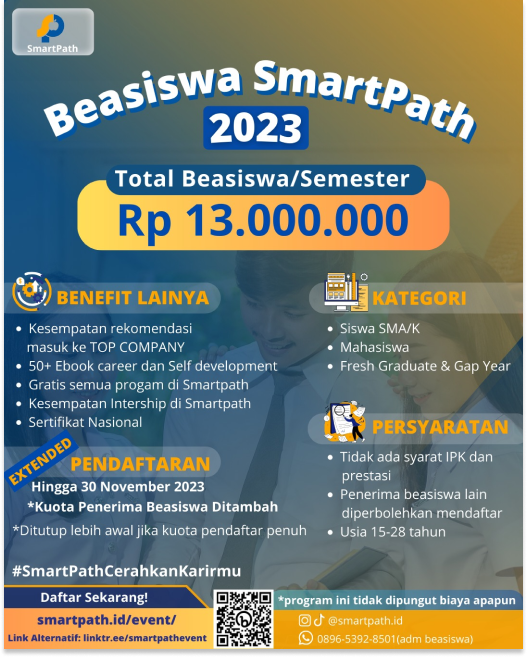 SmartPath
Beasiswa SmartPath
2023
Total Beasiswa/Semester
Rp 13.000.000
BENEFIT LAINYA
Kesempatan rekomendasi
masuk ke TOP COMPANY
50+ Ebook career dan Self development
Gratis semua progam di Smartpath
Kesempatan Intership di Smartpath
Sertifikat Nasional
KATEGORI
Siswa SMA/K
Mahasiswa
Fresh Graduate & Gap Year
PERSYARATAN
Tidak ada syarat IPK dan
prestasi
Penerima beasiswa lain
diperbolehkan mendaftar
Usia 15-28 tahun
EXTENDED
PENDAFTARAN
Hingga 30 November 2023
*Kuota Penerima Beasiswa Ditambah
*Ditutup lebih awal jika kuota pendaftar penuh
#SmartPathCerahkanKarirmu
Daftar Sekarang!
smartpath.id/event/
Link Alternatif: linktr.ee/smartpathevent
*program ini tidak dipungut biaya apapun
@smartpath.id
0896-5392-8501(adm beasiswa)